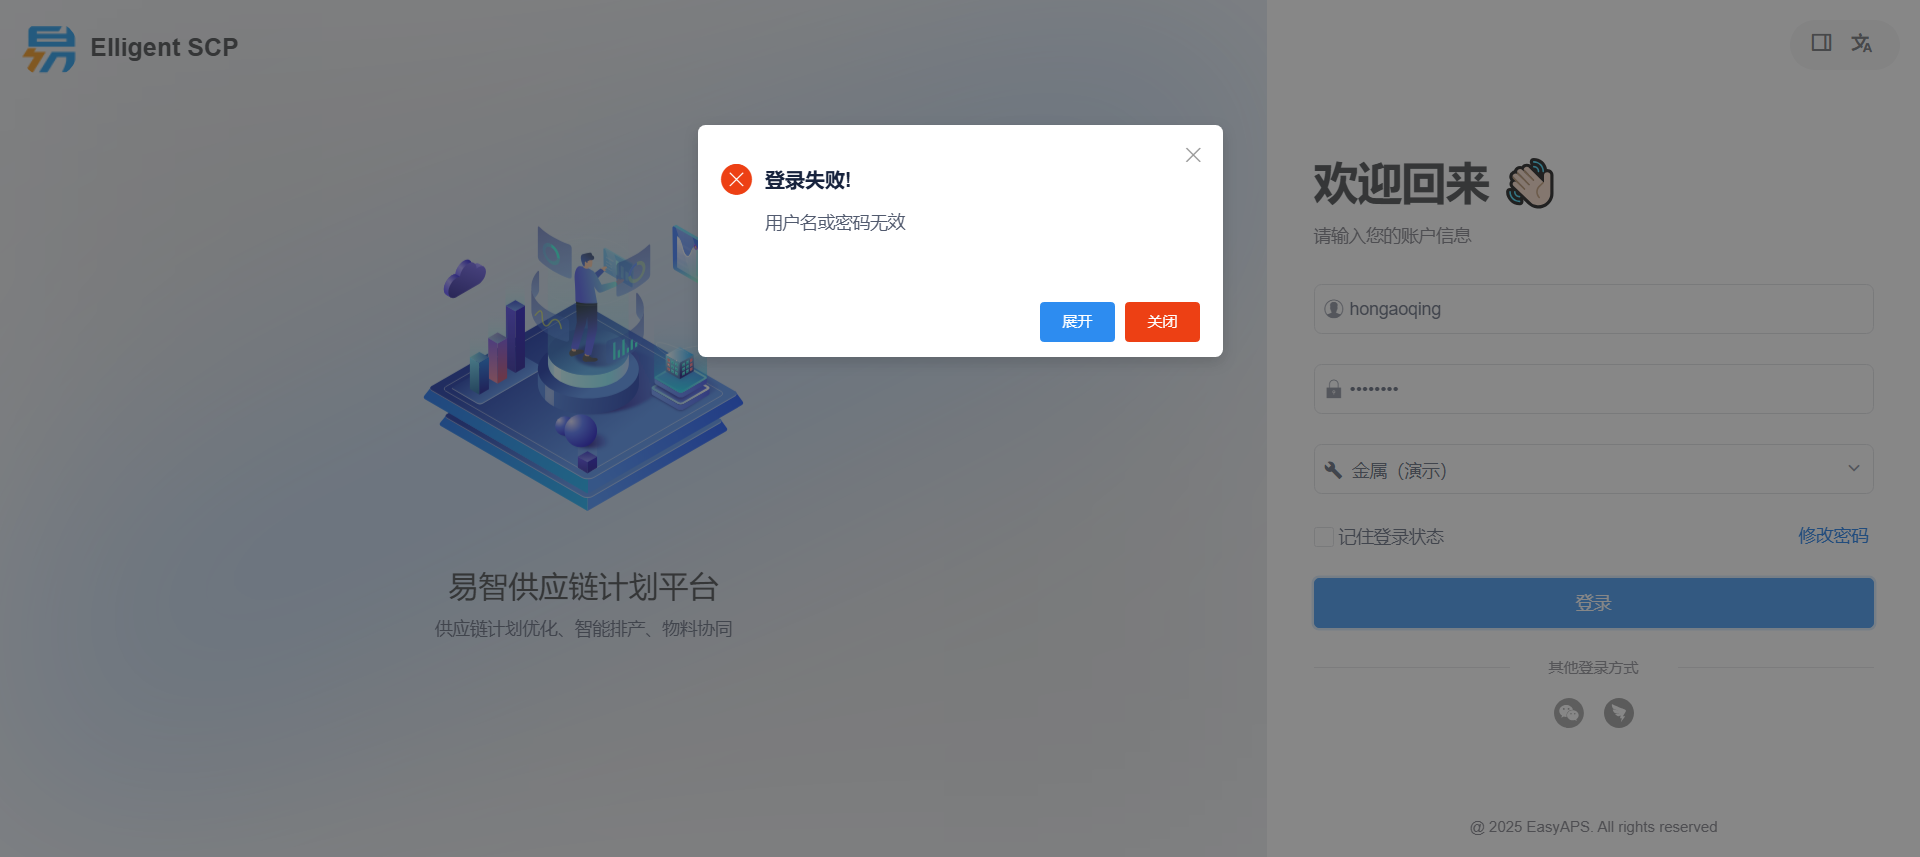 Elligent SCP
登录失败!
用户名或密码无效
展开
关闭
易智供应链计划平台
供应链计划优化、智能排产、物料协同
欢迎回来
请输入您的账户信息
hongaoqing
••••••••
金属（演示）
记住登录状态
修改密码
登录
其他登录方式
@ 2025 EasyAPS. All rights reserved